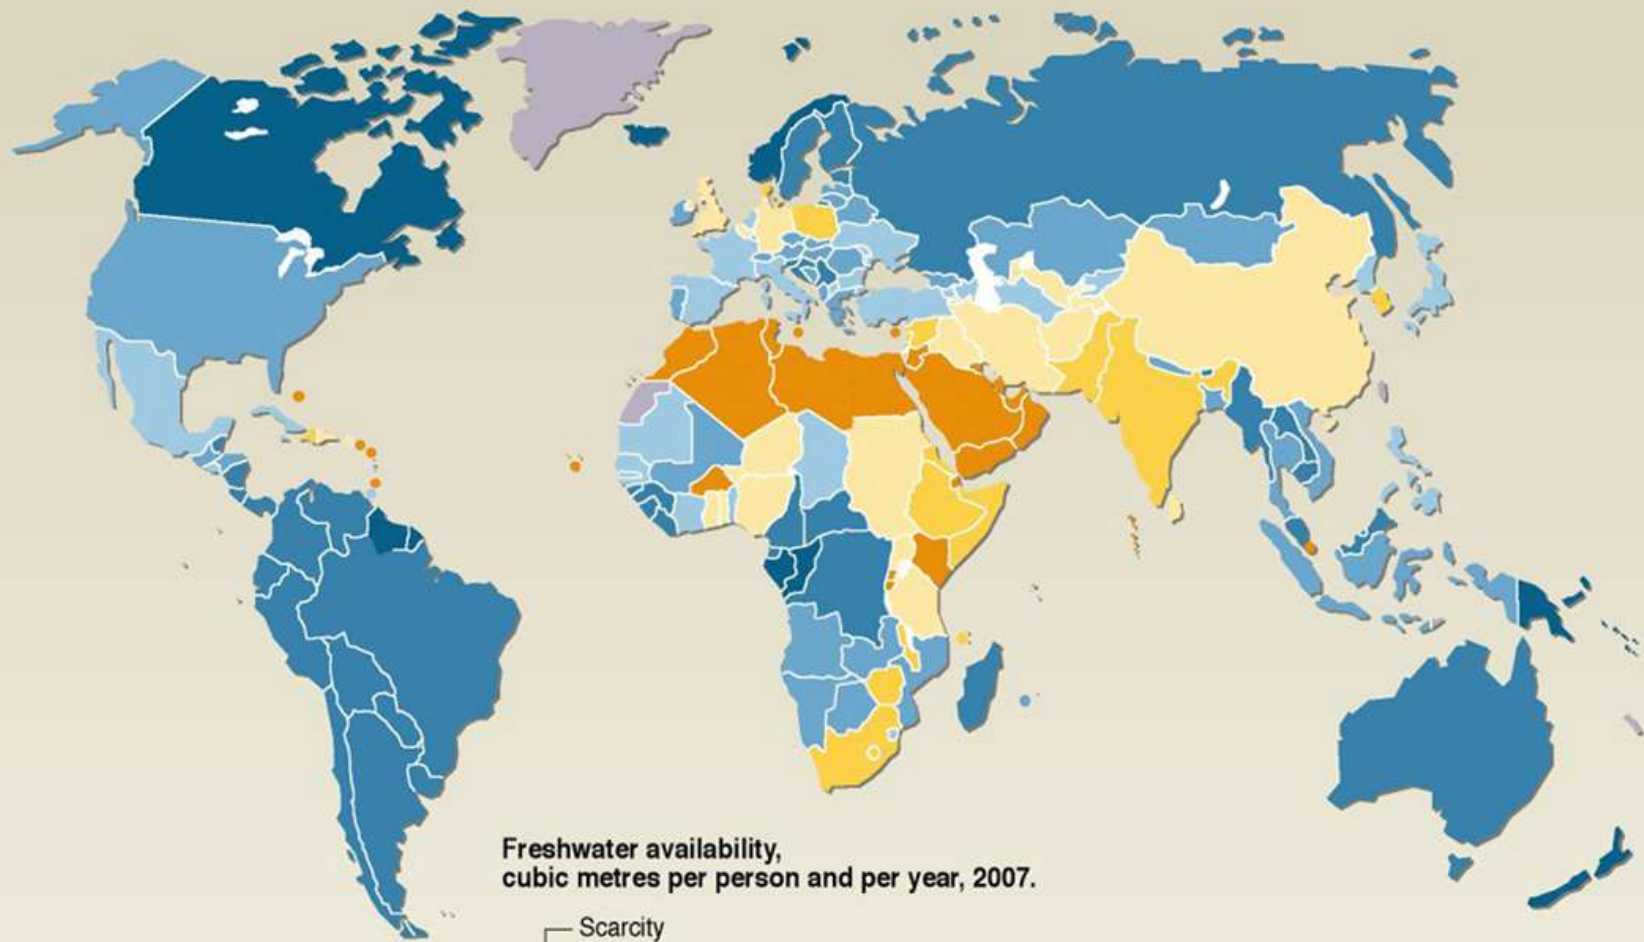 Freshwater availability,
cubic metres per person and per year, 2007.
Scarcity